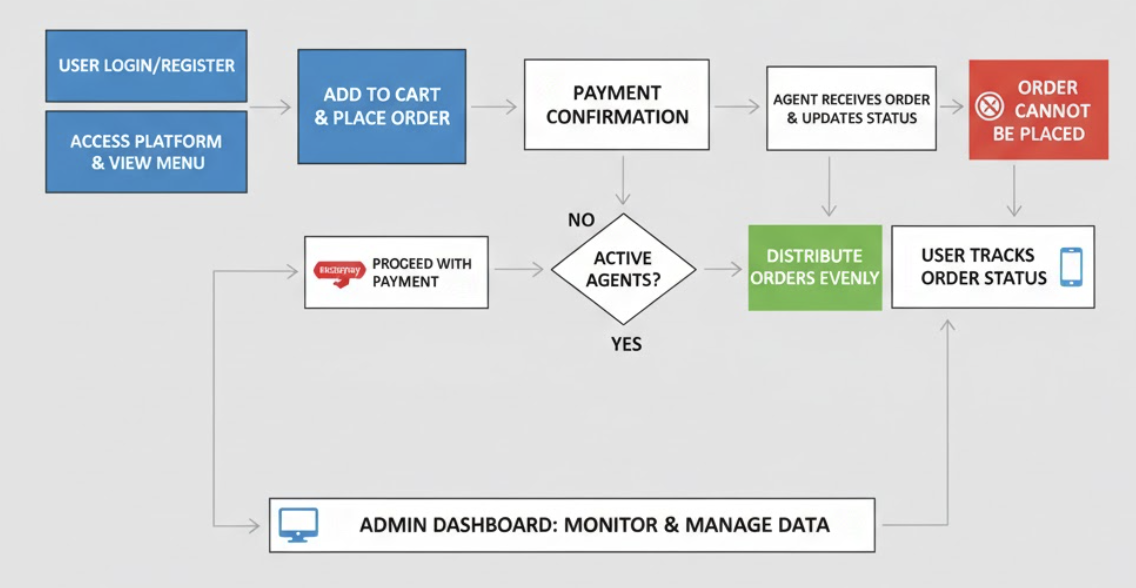 USER LOGIN/REGISTER
ACCESS PLATFORM
& VIEW MENU
ADD TO CART
& PLACE ORDER
PAYMENT
CONFIRMATION
AGENT RECEIVES ORDER
& UPDATES STATUS
ORDER
CANNOT
BE PLACED
PROCEED WITH
PAYMENT
NO
ACTIVE
AGENTS?
YES
DISTRIBUTE
ORDERS EVENLY
USER TRACKS
ORDER STATUS
ADMIN DASHBOARD: MONITOR & MANAGE DATA